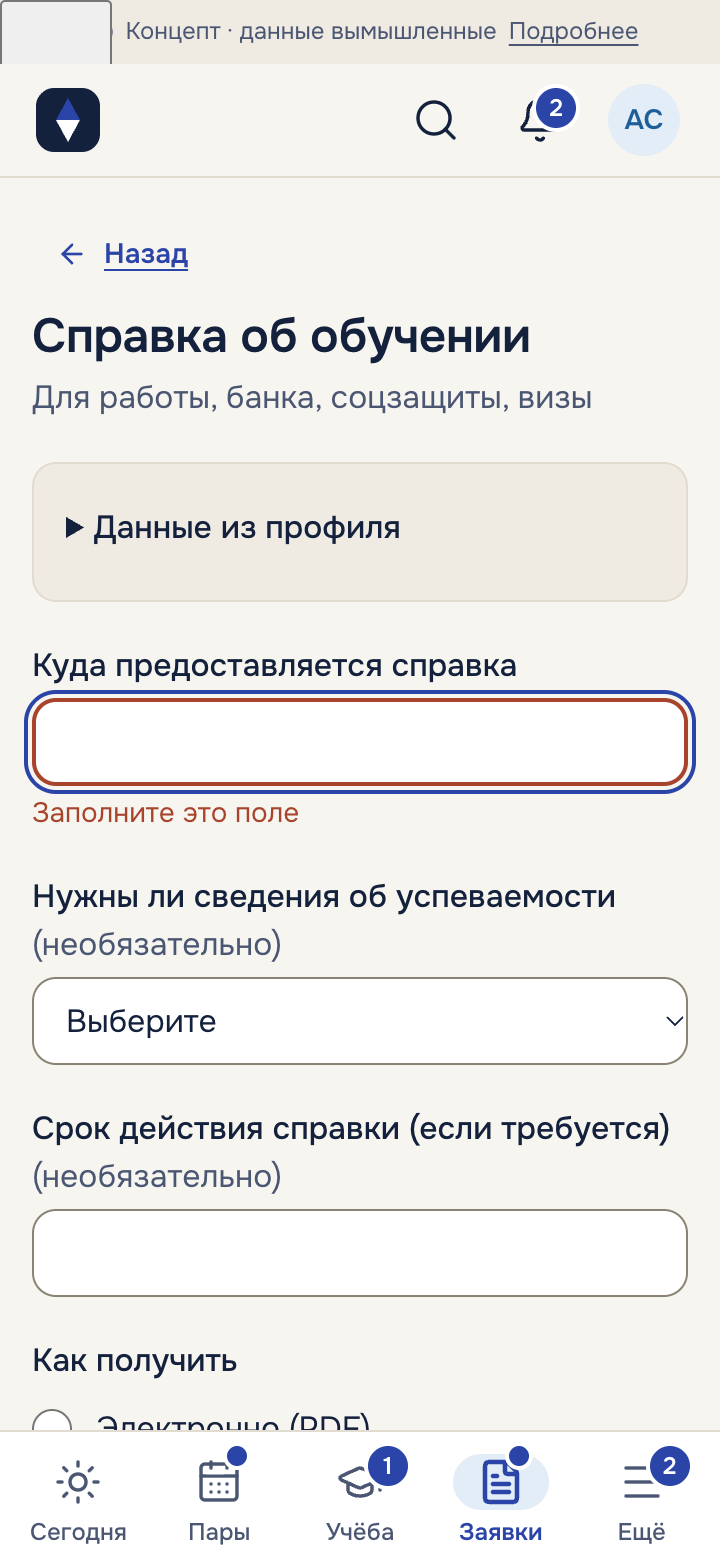 Концепт · данные вымышленные Подробнее
2
АС
Назад
Справка об обучении
Для работы, банка, соцзащиты, визы
Данные из профиля
Куда предоставляется справка
Заполните это поле
Нужны ли сведения об успеваемости
(необязательно)
Выберите
Срок действия справки (если требуется)
(необязательно)
Как получить
Электронно (PDF)
1
2
Сегодня Пары Учёба Заявки Ещё